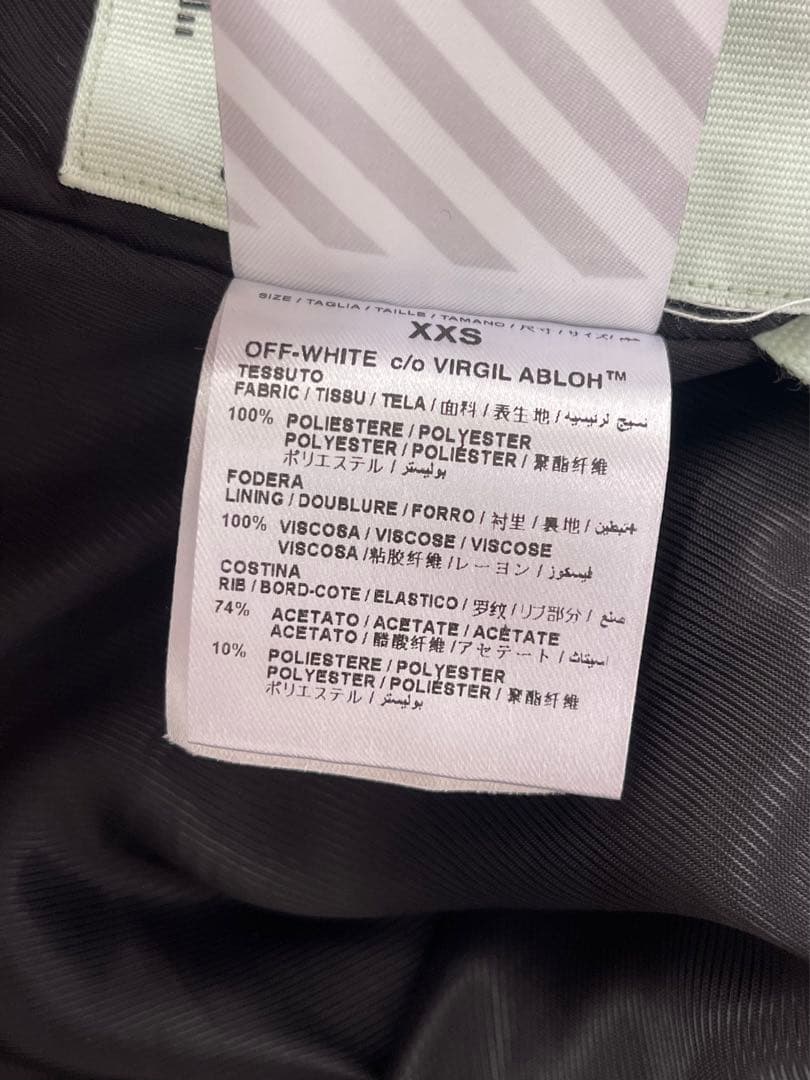 SIZE / TAGLIA / TAILLE / TAMANO / 尺寸 / サイズ /
XXS
OFF-WHITE c/o VIRGIL ABLOH™
TESSUTO
FABRIC / TISSU / TELA / 面料 / 表生地 / نسيج لرئيسيه
100% POLIESTERE / POLYESTER
POLYESTER / POLIÉSTER / 聚酯纤维
ポリエステル / بوليستر
FODERA
LINING / DOUBLURE / FORRO / 衬里 / 裏地 /
100% VISCOSA / VISCOSE / VISCOSE
VISCOSA / 粘胶纤维 / レーヨン / فيسكوز
COSTINA
RIB / BORD-COTE / ELASTICO / 罗纹 / リブ部分 /
74% ACETATO / ACETATE / ACÉTATE
ACETATO / 醋酸纤维 / アセテート / اسيتات
10% POLIESTERE / POLYESTER
POLYESTER / POLIÉSTER / 聚酯纤维
ポリエステル / بوليستر